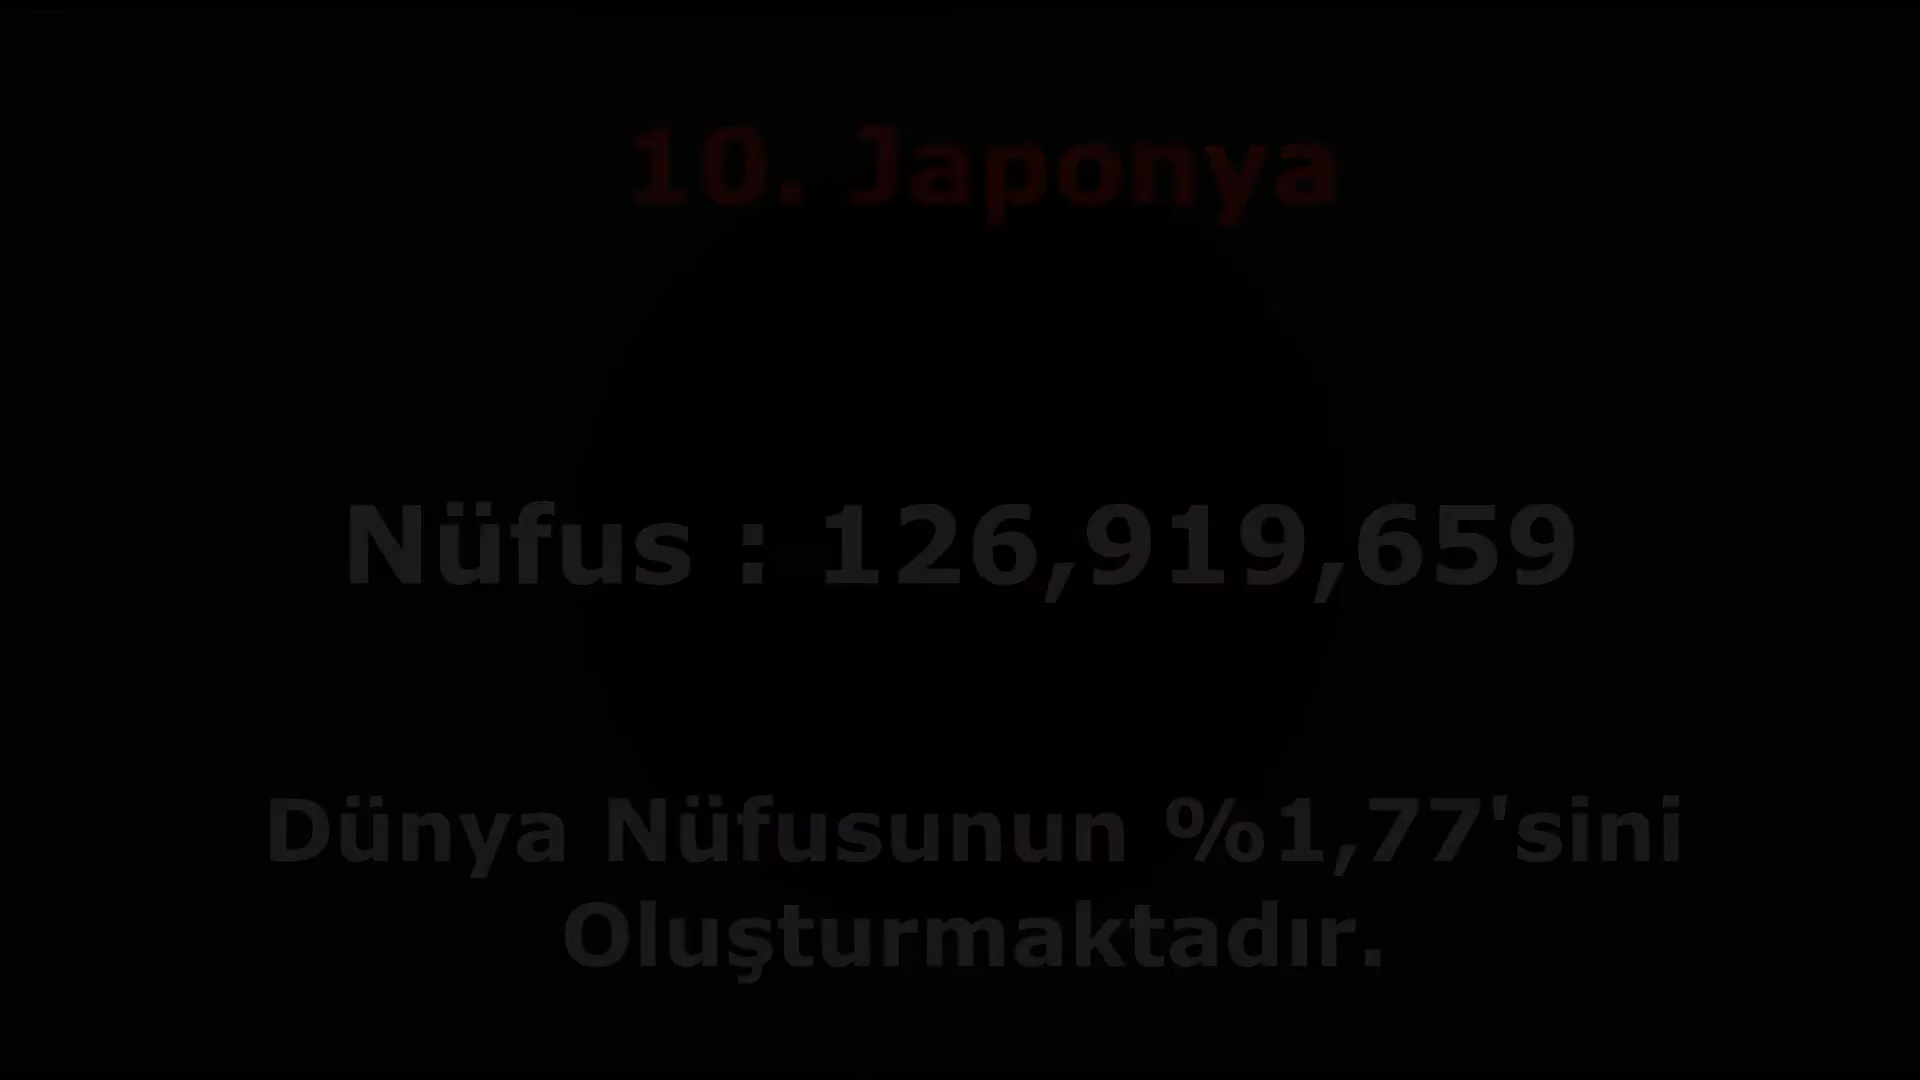 10. Japonya
Nüfus : 126,919,659
Dünya Nüfusunun %1,77'sini
Oluşturmaktadır.